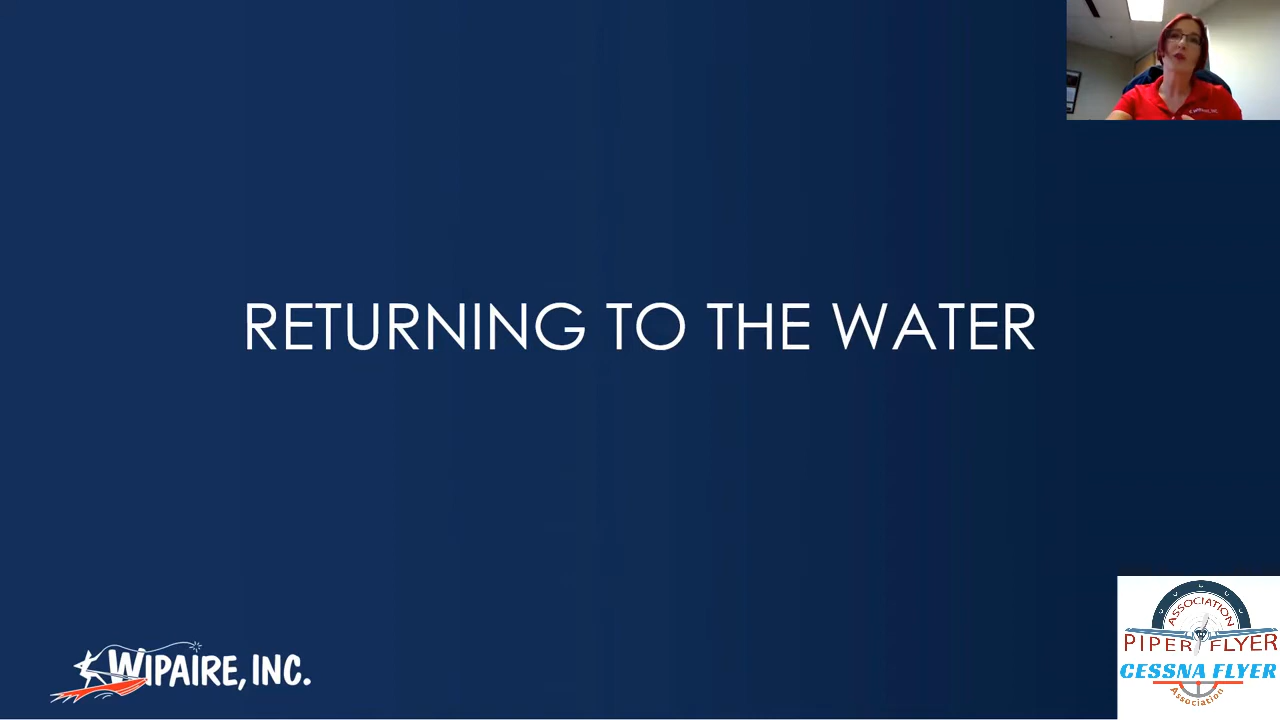 RETURNING TO THE WATER
WIPAIRE, INC.
ASSOCIATION
PIPER FLYER
CESSNA FLYER
Association